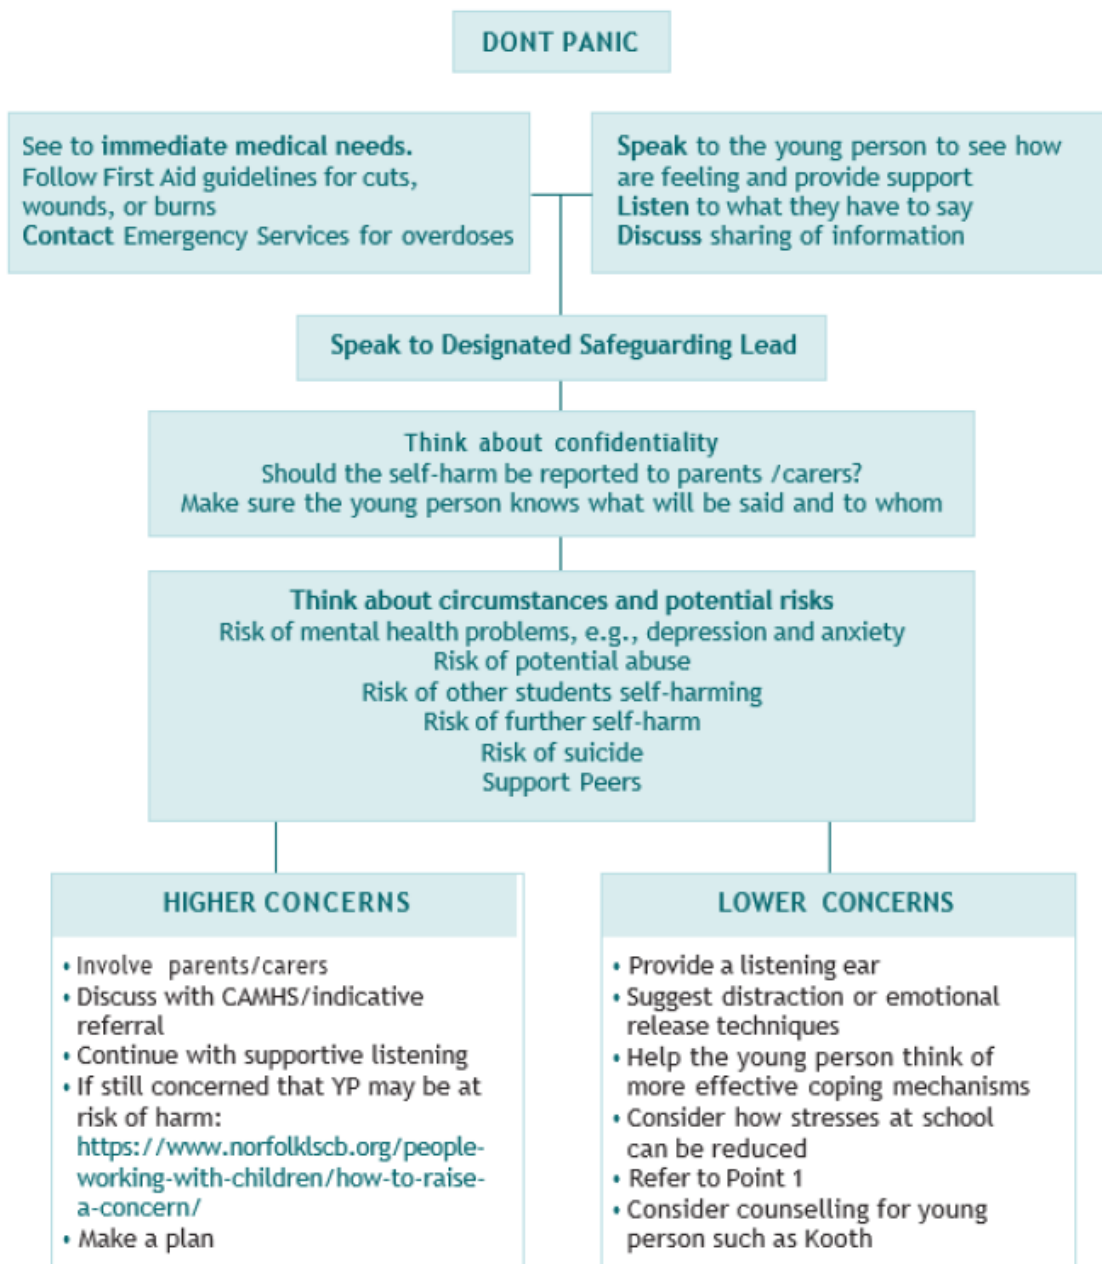 DONT PANIC
See to immediate medical needs.
Follow First Aid guidelines for cuts,
wounds, or burns
Contact Emergency Services for overdoses
Speak to the young person to see how
are feeling and provide support
Listen to what they have to say
Discuss sharing of information
Speak to Designated Safeguarding Lead
Think about confidentiality
Should the self-harm be reported to parents /carers?
Make sure the young person knows what will be said and to whom
Think about circumstances and potential risks
Risk of mental health problems, e.g., depression and anxiety
Risk of potential abuse
Risk of other students self-harming
Risk of further self-harm
Risk of suicide
Support Peers
HIGHER CONCERNS
• Involve parents/carers
• Discuss with CAMHS/indicative
referral
• Continue with supportive listening
• If still concerned that YP may be at
risk of harm:
https://www.norfolklscb.org/people-
working-with-children/how-to-raise-
a-concern/
• Make a plan
LOWER CONCERNS
• Provide a listening ear
• Suggest distraction or emotional
release techniques
• Help the young person think of
more effective coping mechanisms
• Consider how stresses at school
can be reduced
• Refer to Point 1
• Consider counselling for young
person such as Kooth